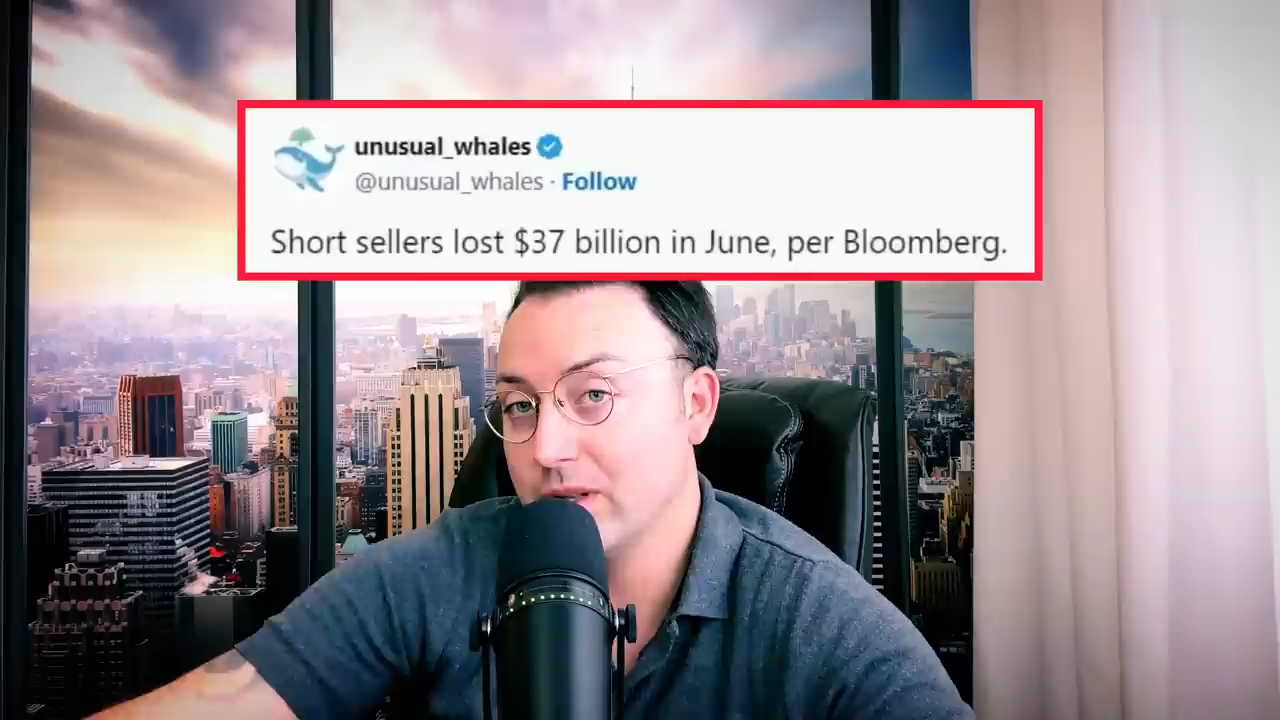 unusual_whales
@unusual_whales · Follow
Short sellers lost $37 billion in June, per Bloomberg.